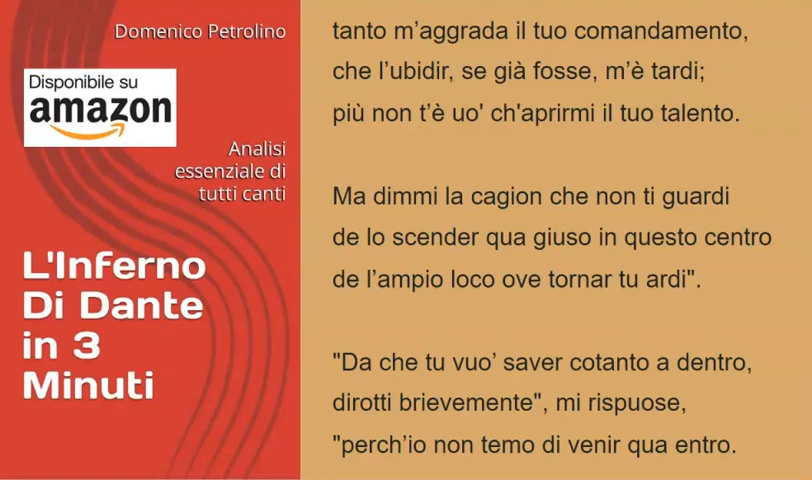 Domenico Petrolino
Disponibile su
amazon
Analisi
essenziale di
tutti canti
L'Inferno
Di Dante
in 3
Minuti
tanto m’aggrada il tuo comandamento,
che l’ubidir, se già fosse, m’è tardi;
più non t’è uo' ch'aprirmi il tuo talento.
Ma dimmi la cagion che non ti guardi
de lo scender qua giuso in questo centro
de l’ampio loco ove tornar tu ardi".
"Da che tu vuo’ saver cotanto a dentro,
dirotti brievemente", mi rispuose,
"perch’io non temo di venir qua entro.